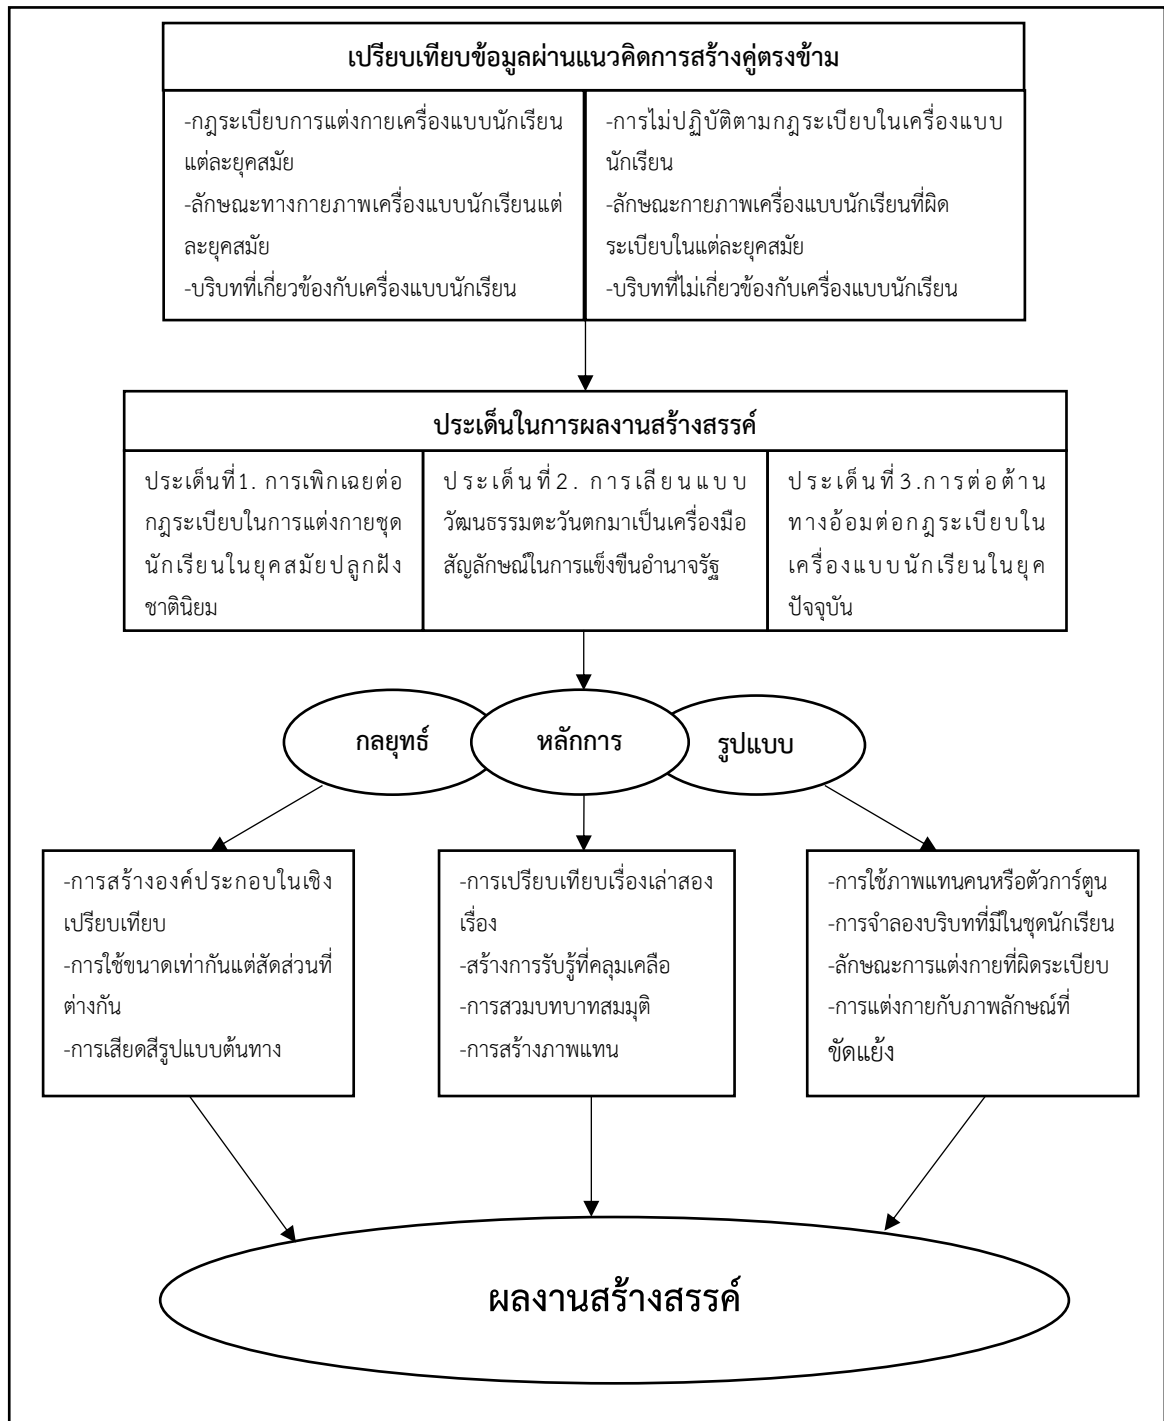 เปรียบเทียบข้อมูลผ่านแนวคิดการสร้างคู่ตรงข้าม
-กฎระเบียบการแต่งกายเครื่องแบบนักเรียน
แต่ละยุคสมัย
-ลักษณะทางกายภาพเครื่องแบบนักเรียนแต่
ละยุคสมัย
-บริบทที่เกี่ยวข้องกับเครื่องแบบนักเรียน
-การไม่ปฏิบัติตามกฎระเบียบในเครื่องแบบ
นักเรียน
-ลักษณะกายภาพเครื่องแบบนักเรียนที่ผิด
ระเบียบในแต่ละยุคสมัย
-บริบทที่ไม่เกี่ยวข้องกับเครื่องแบบนักเรียน
ประเด็นในการผลงานสร้างสรรค์
ประเด็นที่1. การเพิกเฉยต่อ
กฎระเบียบในการแต่งกายชุด
นักเรียนในยุคสมัยปลูกฝัง
ชาตินิยม
ประเด็นที่2. การเลียนแบบ
วัฒนธรรมตะวันตกมาเป็นเครื่องมือ
สัญลักษณ์ในการแข็งขืนอำนาจรัฐ
ประเด็นที่3.การต่อต้าน
ทางอ้อมต่อกฎระเบียบใน
เครื่องแบบนักเรียนในยุค
ปัจจุบัน
กลยุทธ์
หลักการ
รูปแบบ
-การสร้างองค์ประกอบในเชิง
เปรียบเทียบ
-การใช้ขนาดเท่ากันแต่สัดส่วนที่
ต่างกัน
-การเสียดสีรูปแบบต้นทาง
-การเปรียบเทียบเรื่องเล่าสอง
เรื่อง
-สร้างการรับรู้ที่คลุมเคลือ
-การสวมบทบาทสมมุติ
-การสร้างภาพแทน
-การใช้ภาพแทนคนหรือตัวการ์ตูน
-การจำลองบริบทที่มีในชุดนักเรียน
-ลักษณะการแต่งกายที่ผิดระเบียบ
-การแต่งกายกับภาพลักษณ์ที่
ขัดแย้ง
ผลงานสร้างสรรค์